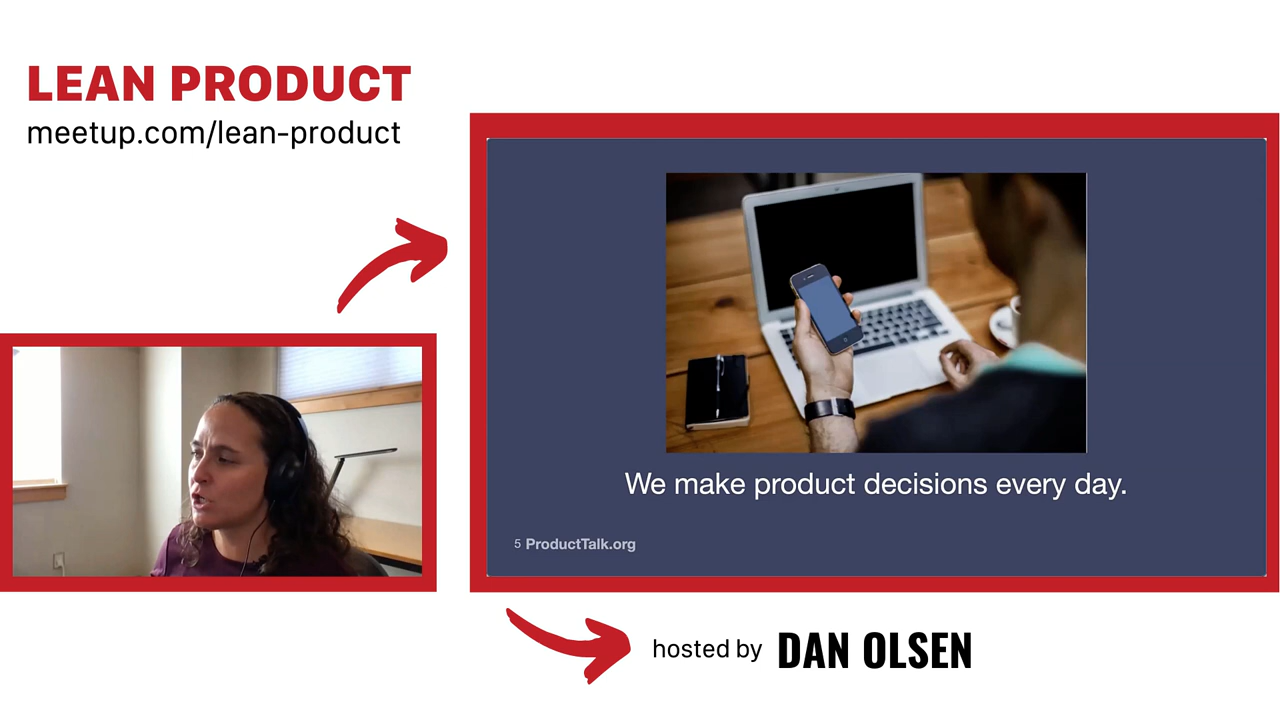 LEAN PRODUCT
meetup.com/lean-product
We make product decisions every day.
5 ProductTalk.org
hosted by DAN OLSEN